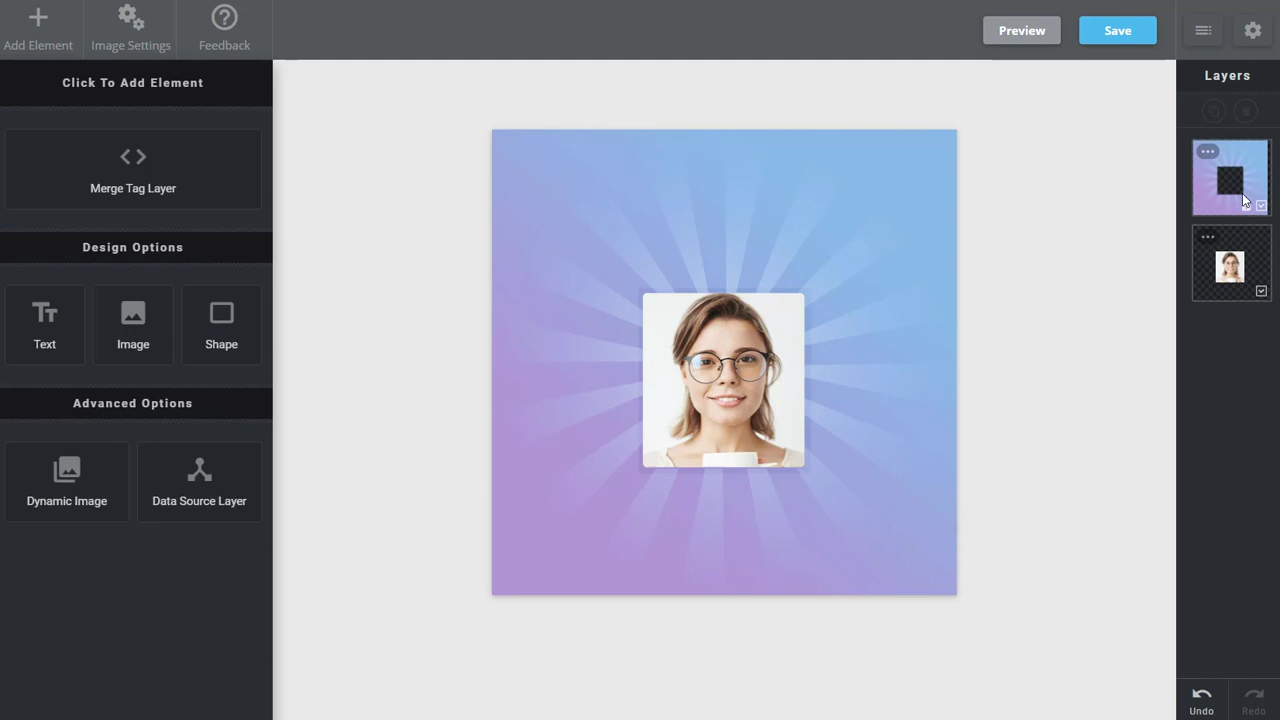 Add Element
Image Settings
Feedback
Preview
Save
Click To Add Element
Layers
Merge Tag Layer
Design Options
Text
Image
Shape
Advanced Options
Dynamic Image
Data Source Layer
Undo
Redo